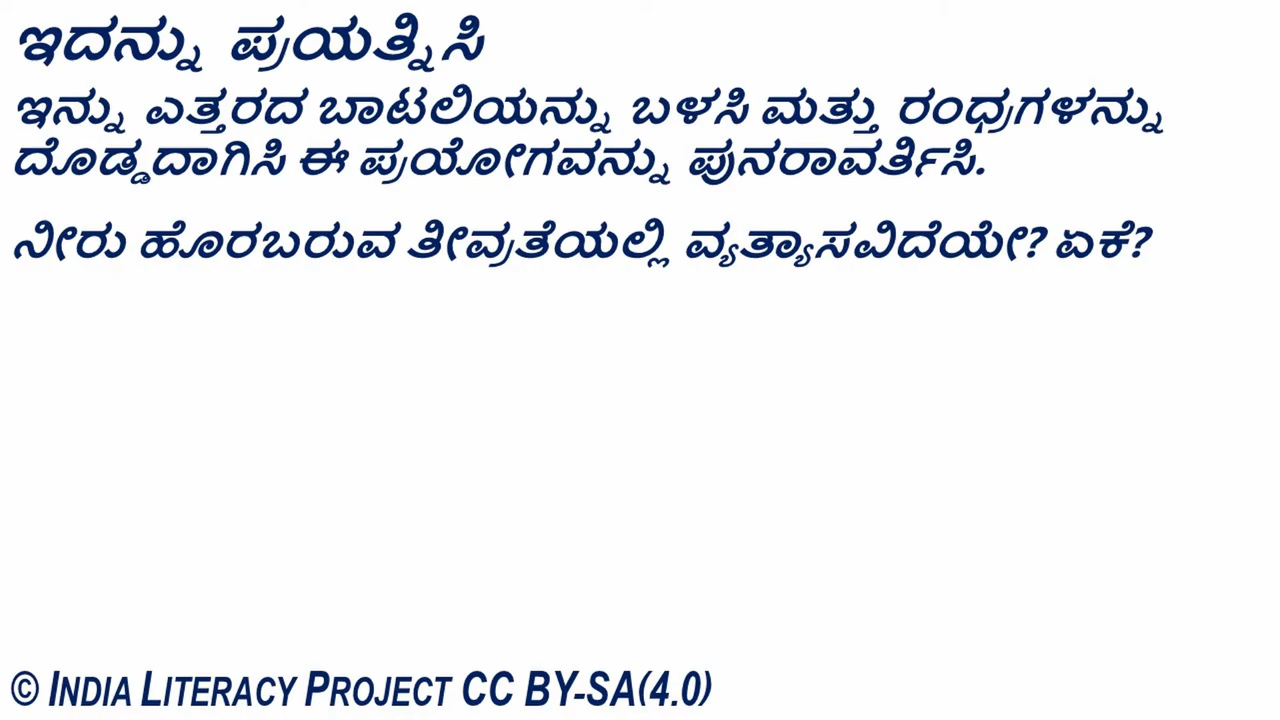 ಇದನ್ನು ಪ್ರಯತ್ನಿಸಿ
ಇನ್ನು ಎತ್ತರದ ಬಾಟಲಿಯನ್ನು ಬಳಸಿ ಮತ್ತು ರಂಧ್ರಗಳನ್ನು
ದೊಡ್ಡದಾಗಿಸಿ ಈ ಪ್ರಯೋಗವನ್ನು ಪುನರಾವರ್ತಿಸಿ.
ನೀರು ಹೊರಬರುವ ತೀವ್ರತೆಯಲ್ಲಿ ವ್ಯತ್ಯಾಸವಿದೆಯೇ? ಏಕೆ?
© INDIA LITERACY PROJECT CC BY-SA(4.0)